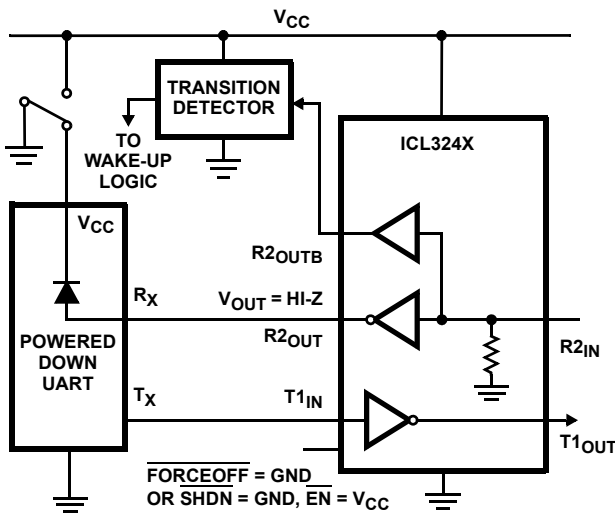 VCC
TRANSITION
DETECTOR
TO
WAKE-UP
LOGIC
ICL324X
VCC
R2OUTB
RX
VOUT = HI-Z
R2OUT
R2IN
POWERED
DOWN
UART
TX
T1IN
T1OUT
FORCEOFF = GND
OR SHDN = GND, EN = VCC